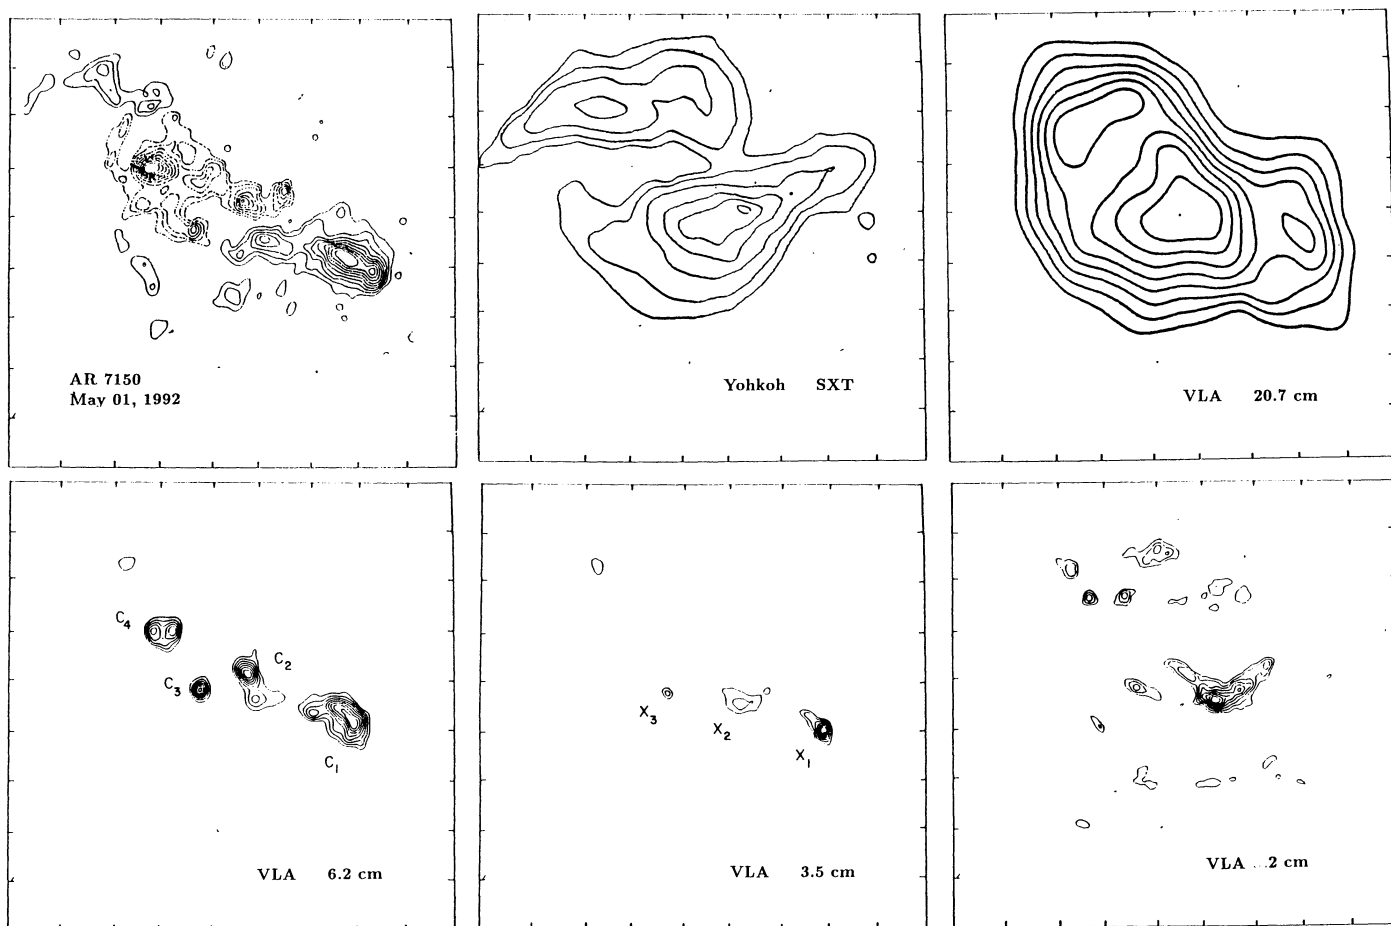 AR 7150
May 01, 1992
Yohkoh SXT
VLA 20.7 cm
C4
C3
C2
C1
VLA 6.2 cm
X3
X2
X1
VLA 3.5 cm
VLA 2 cm